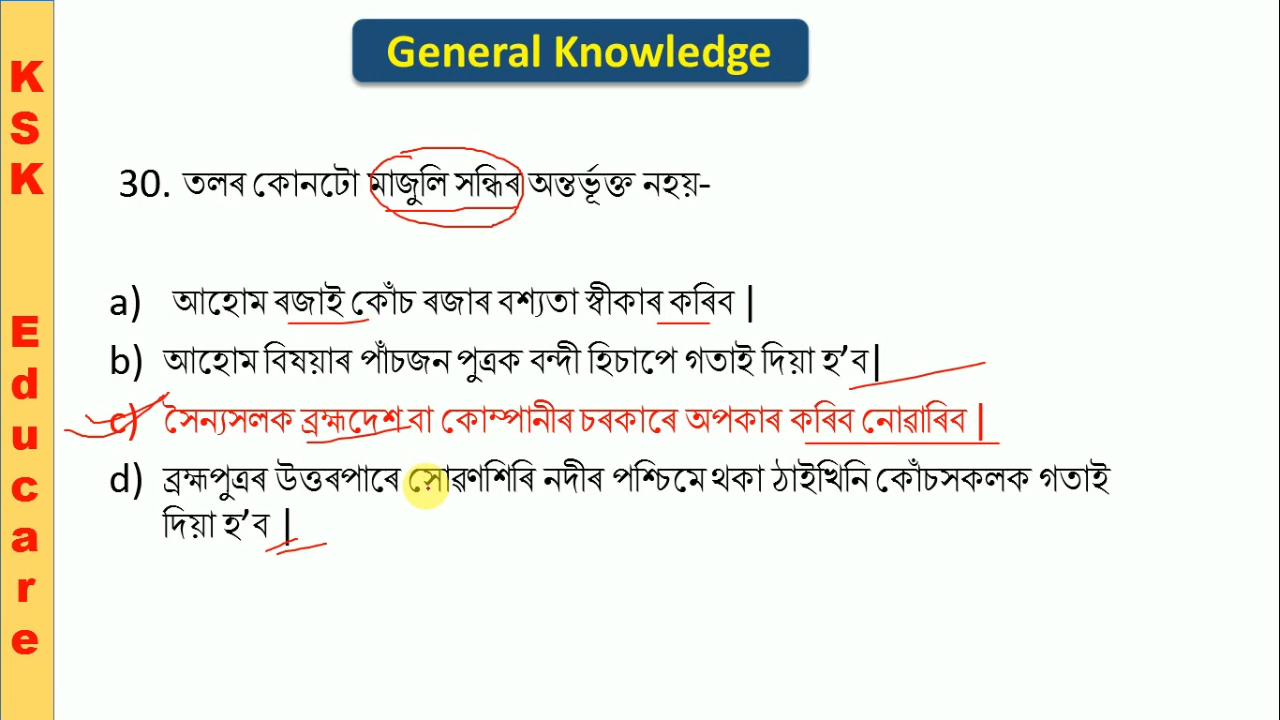 KSK Educare
General Knowledge
30. তলৰ কোনটো মাজুলি সন্ধিৰ অন্তৰ্ভূক্ত নহয়-
a) আহোম ৰজাই কোঁচ ৰজাৰ বশ্যতা স্বীকাৰ কৰিব |
b) আহোম বিষয়াৰ পাঁচজন পুত্ৰক বন্দী হিচাপে গতাই দিয়া হ’ব|
c) সৈন্যসলক ব্ৰহ্মদেশ বা কোম্পানীৰ চৰকাৰে অপকাৰ কৰিব নোৱাৰিব |
d) ব্ৰহ্মপুত্ৰৰ উত্তৰপাৰে সোৱণশিৰি নদীৰ পশ্চিমে থকা ঠাইখিনি কোঁচসকলক গতাই
দিয়া হ’ব |